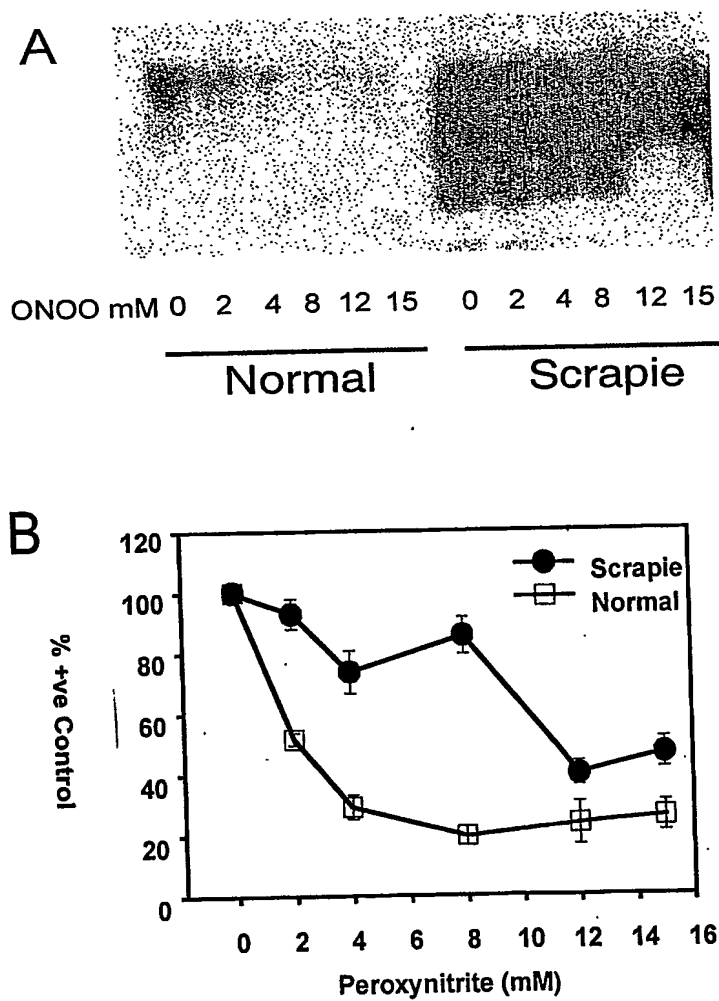 A
ONOO mM 0 2 4 8 12 15 0 2 4 8 12 15
Normal Scrapie
B
120
100
80
60
40
20
0
% +ve Control
Scrapie
Normal
0 2 4 6 8 10 12 14 16
Peroxynitrite (mM)